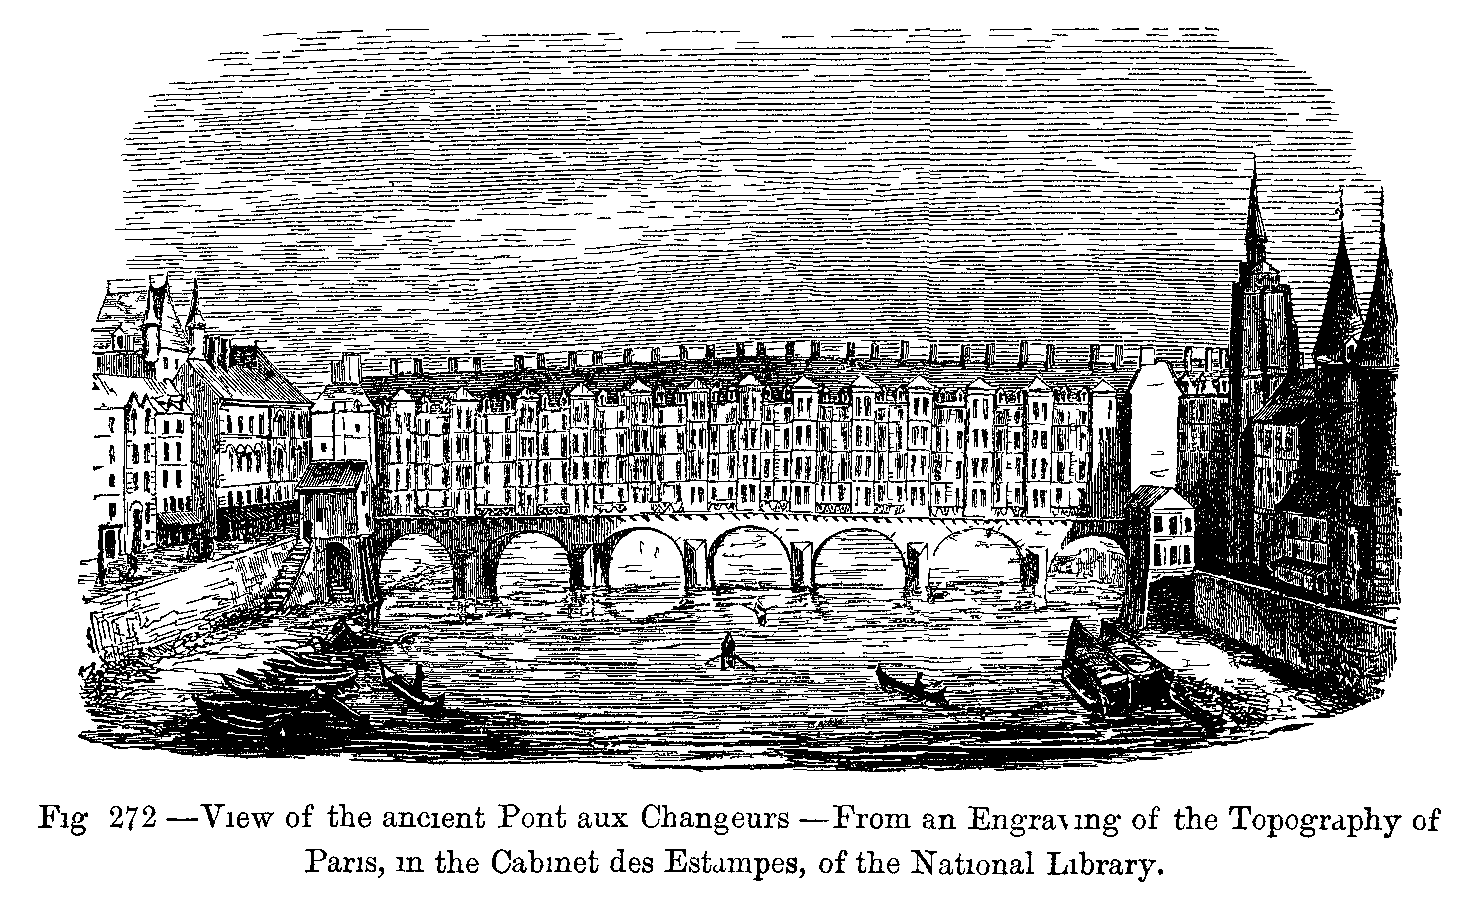 Fig 272 —View of the ancient Pont aux Changeurs —From an Engraving of the Topography of
Paris, in the Cabinet des Estampes, of the National Library.